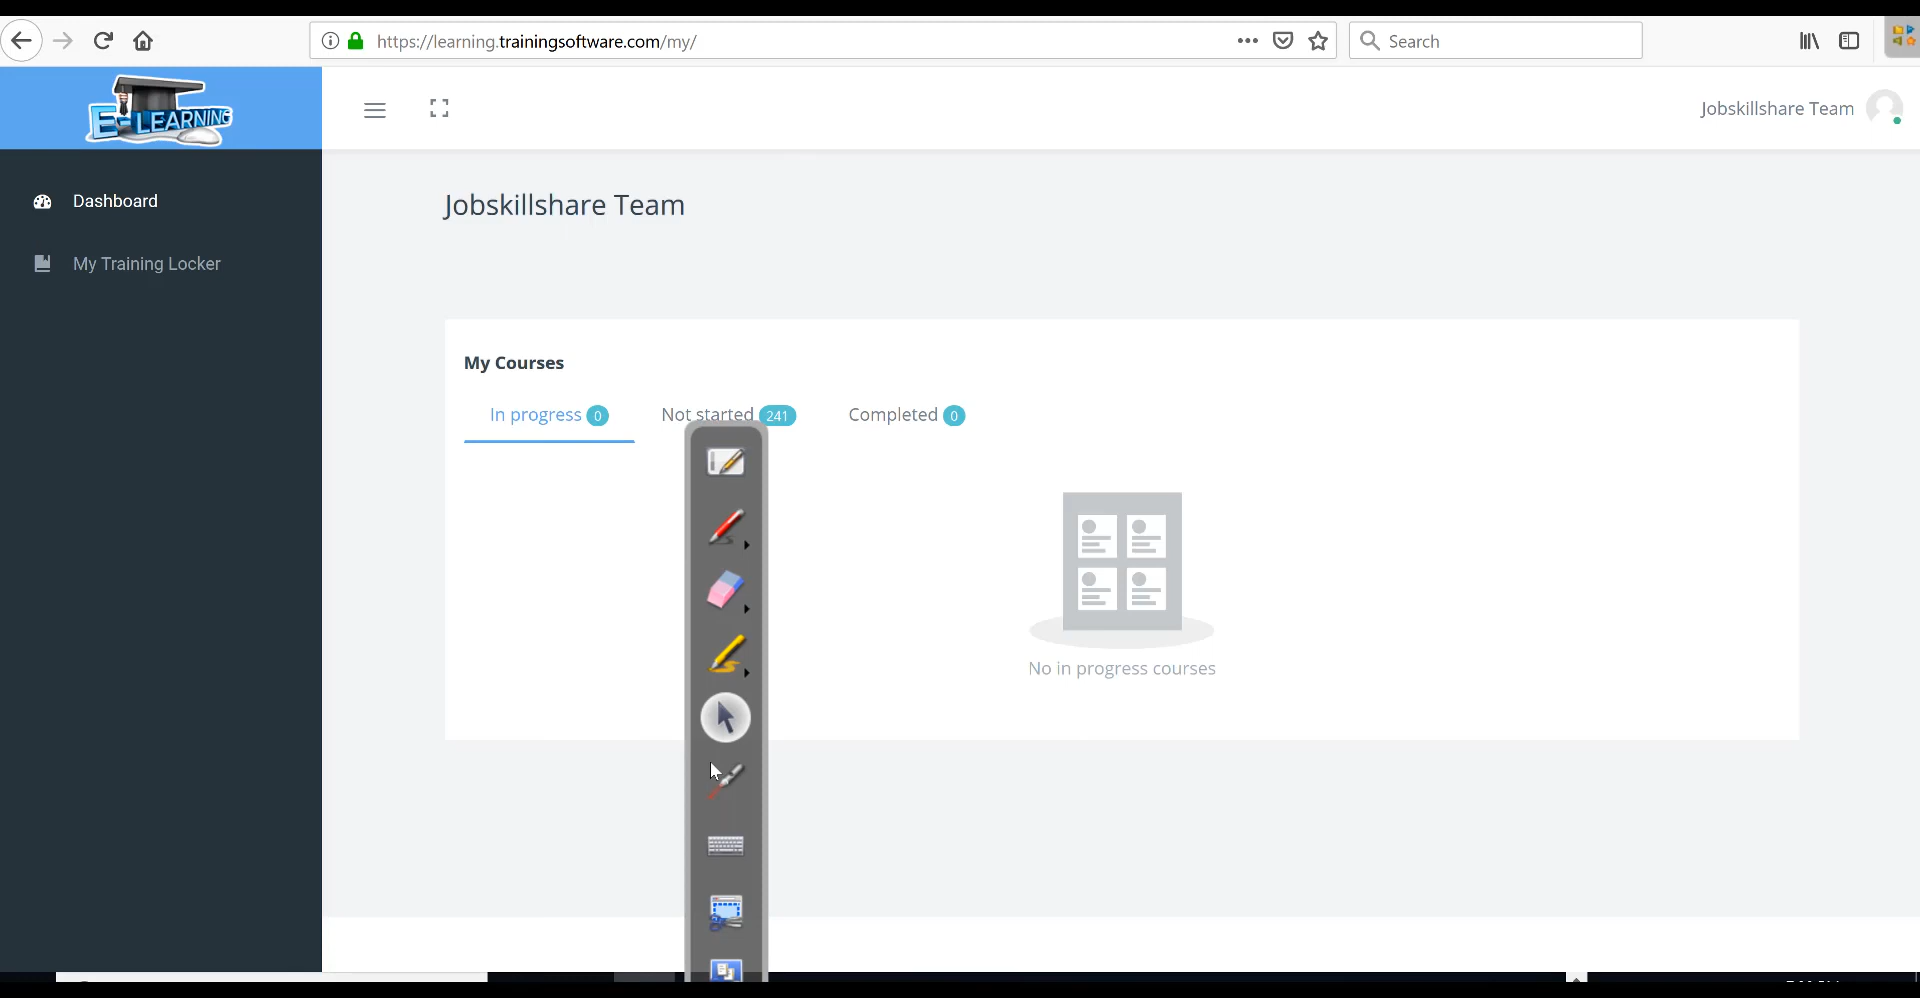 https://learning.trainingsoftware.com/my/
Search
E-LEARNING
Jobskillshare Team
Dashboard
My Training Locker
Jobskillshare Team
My Courses
In progress 0
Not started 241
Completed 0
No in progress courses